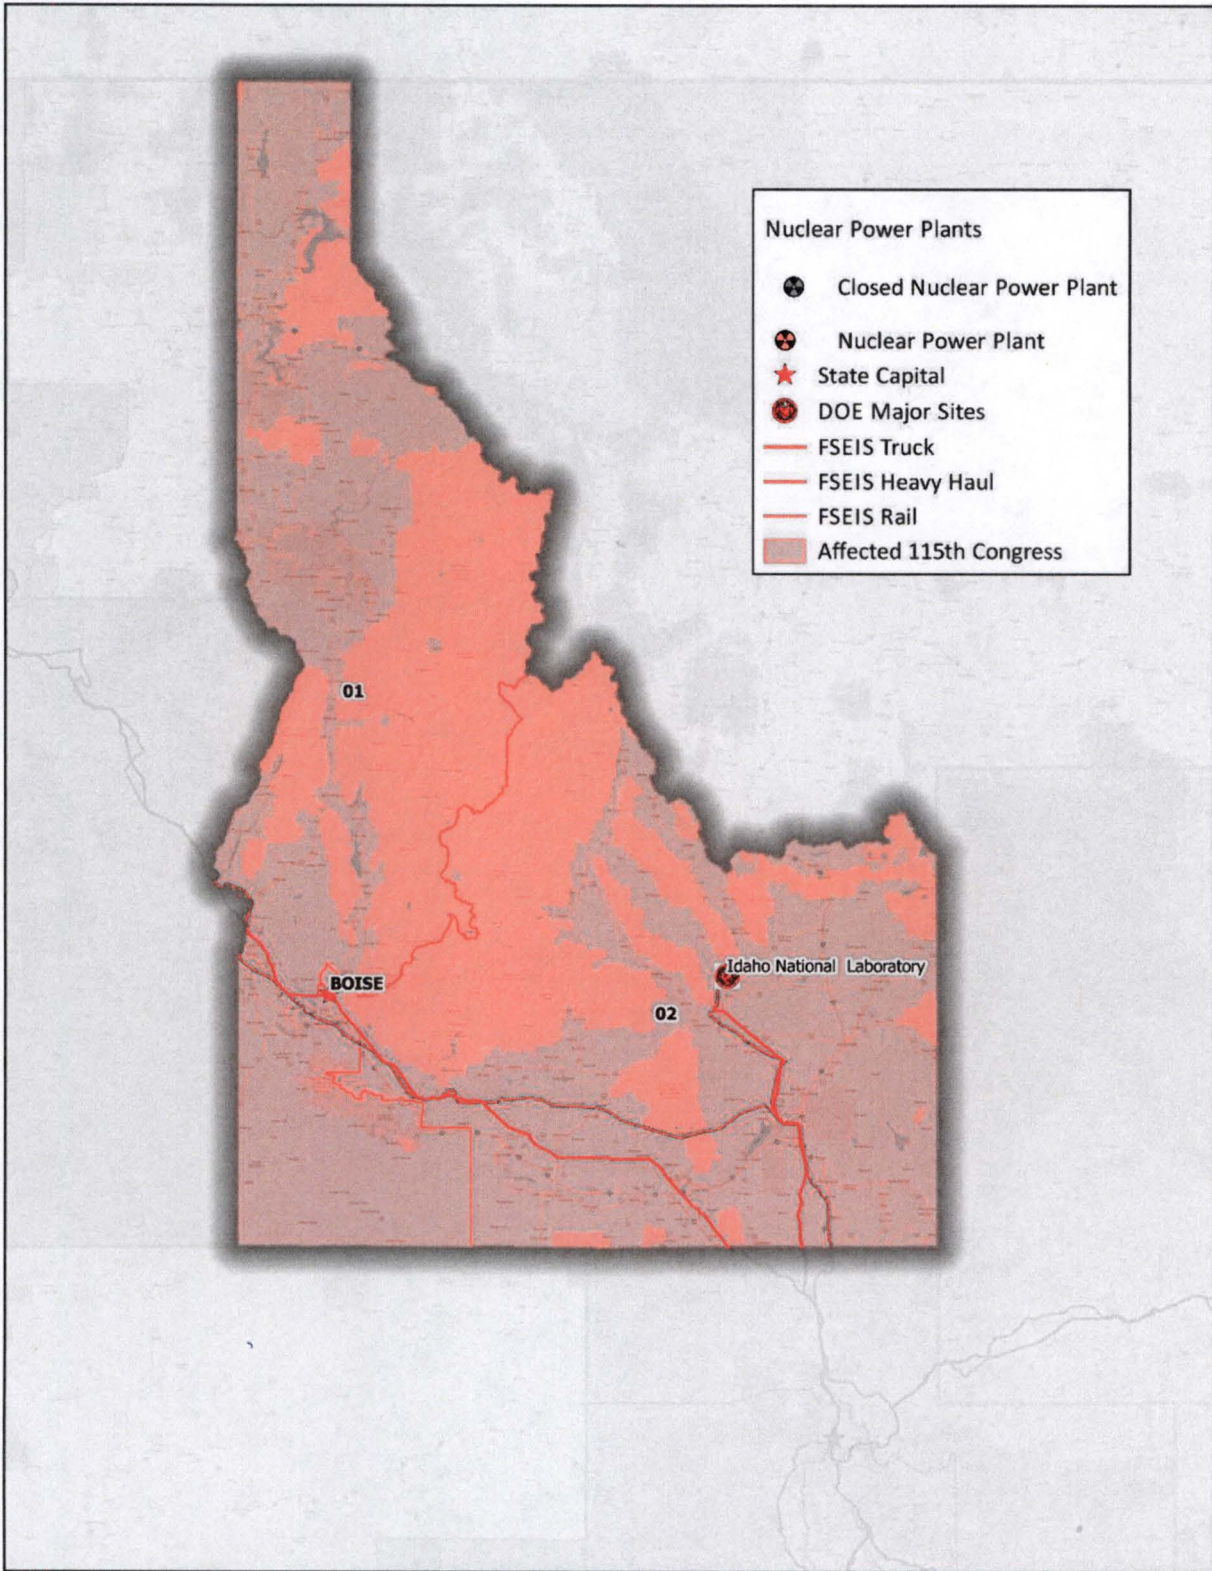 Nuclear Power Plants
Closed Nuclear Power Plant
Nuclear Power Plant
State Capital
DOE Major Sites
FSEIS Truck
FSEIS Heavy Haul
FSEIS Rail
Affected 115th Congress
01
Idaho National Laboratory
BOISE
02